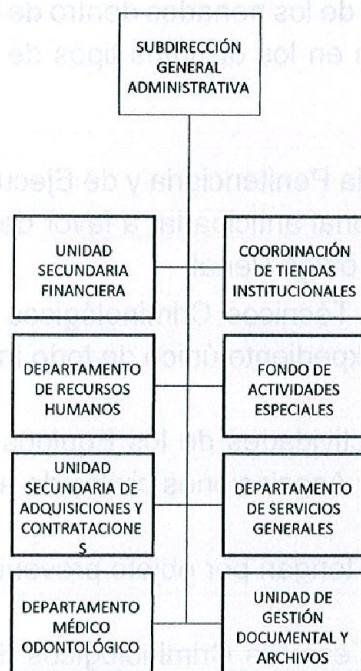 SUBDIRECCIÓN
GENERAL
ADMINISTRATIVA
UNIDAD
SECUNDARIA
FINANCIERA
COORDINACIÓN
DE TIENDAS
INSTITUCIONALES
DEPARTAMENTO
DE RECURSOS
HUMANOS
FONDO DE
ACTIVIDADES
ESPECIALES
UNIDAD
SECUNDARIA DE
ADQUISICIONES Y
CONTRATACIONE
S
DEPARTAMENTO
DE SERVICIOS
GENERALES
DEPARTAMENTO
MÉDICO
ODONTOLÓGICO
UNIDAD DE
GESTIÓN
DOCUMENTAL Y
ARCHIVOS